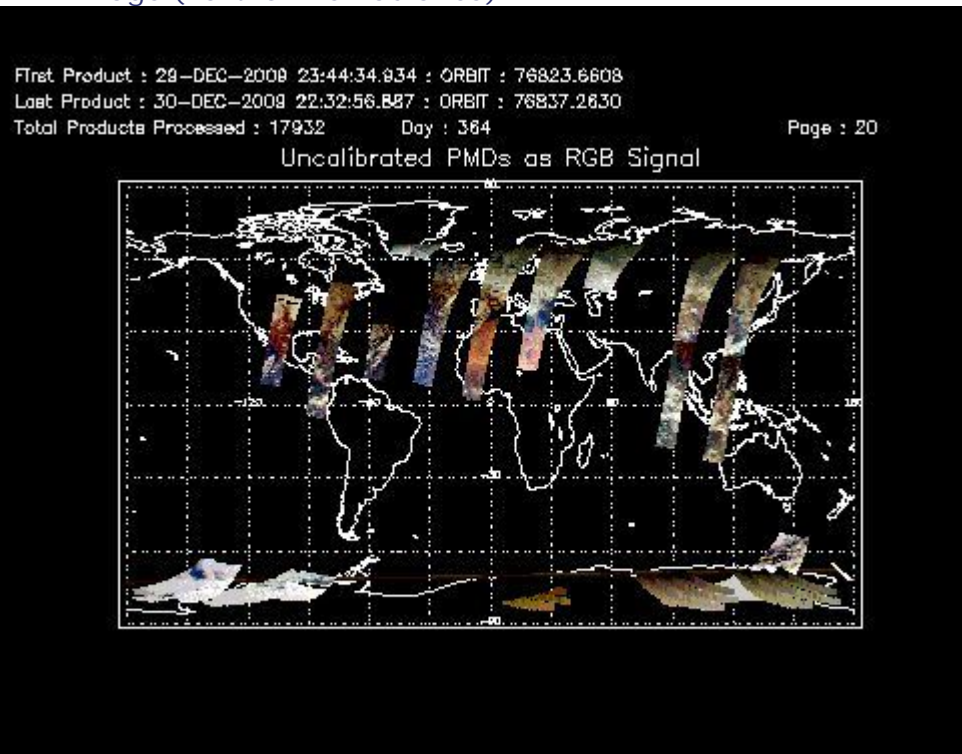 First Product : 29-DEC-2009 23:44:34.934 : ORBIT : 76823.6608
Last Product : 30-DEC-2009 22:32:56.887 : ORBIT : 76837.2630
Total Products Processed : 17932 Day : 364 Page : 20
Uncalibrated PMDs as RGB Signal